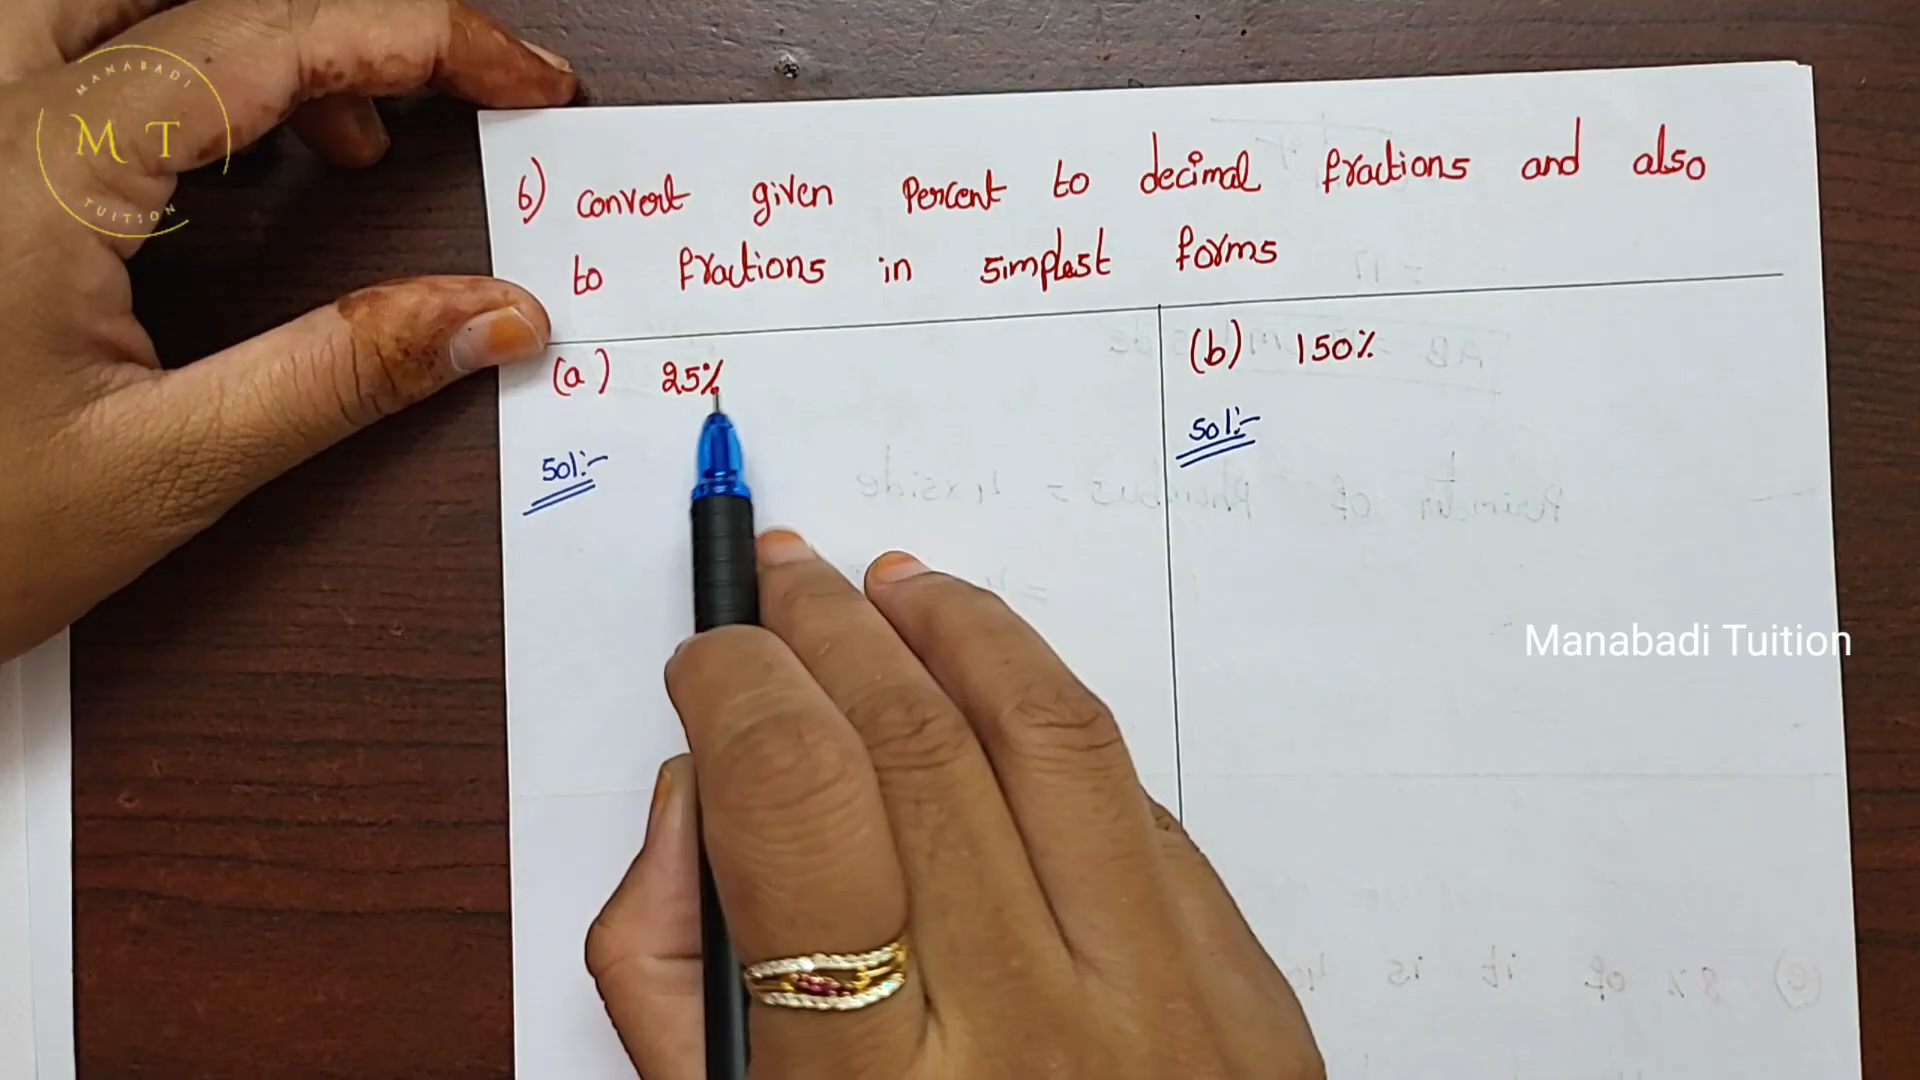 MANABADI
MT
TUITION
6) convert given percent to decimal fractions and also
to fractions in simplest forms
(a) 25%
(b) 150%
Sol:-
Sol:-
Manabadi Tuition